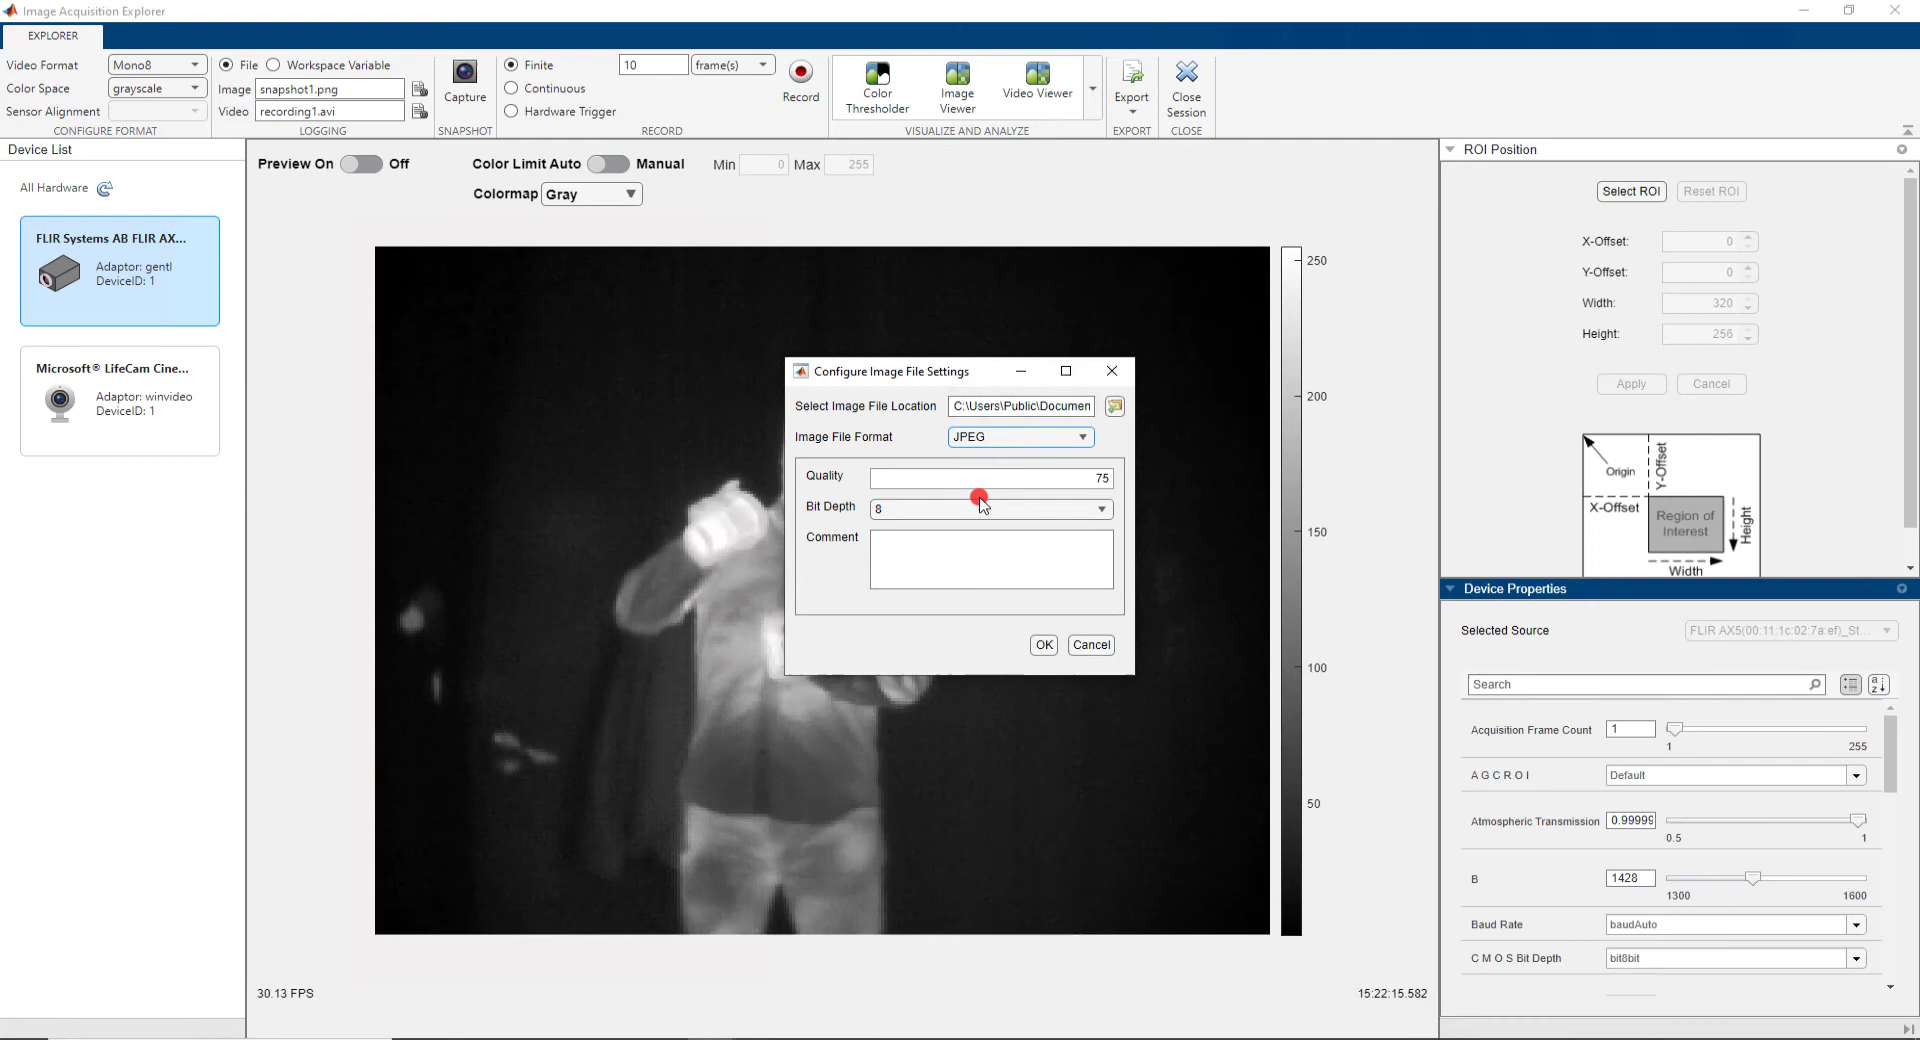 Image Acquisition Explorer
EXPLORER
Video Format Mono8
Color Space grayscale
Sensor Alignment
CONFIGURE FORMAT
File Workspace Variable
Image snapshot1.png
Video recording1.avi
LOGGING
Capture
SNAPSHOT
Finite 10 frame(s)
Continuous
Hardware Trigger
Record
RECORD
Color
Thresholder
Image
Viewer
Video Viewer
VISUALIZE AND ANALYZE
Export
EXPORT
Close
Session
CLOSE
Device List
All Hardware
FLIR Systems AB FLIR AX...
Adaptor: gentl
DeviceID: 1
Microsoft® LifeCam Cine...
Adaptor: winvideo
DeviceID: 1
Preview On Off
Color Limit Auto Manual Min 0 Max 255
Colormap Gray
250
200
150
100
50
Configure Image File Settings
Select Image File Location C:\Users\Public\Documen
Image File Format JPEG
Quality 75
Bit Depth 8
Comment
OK Cancel
30.13 FPS
15:22:15.582
ROI Position
Select ROI Reset ROI
X-Offset: 0
Y-Offset: 0
Width: 320
Height: 256
Apply Cancel
Origin
Y-Offset
X-Offset
Region of
Interest
Height
Width
Device Properties
Selected Source FLIR AX5(00:11:1c:02:7a:ef)_St...
Search
Acquisition Frame Count 1
1 255
A G C R O I Default
Atmospheric Transmission 0.99999
0.5 1
B 1428
1300 1600
Baud Rate baudAuto
C M O S Bit Depth bit8bit